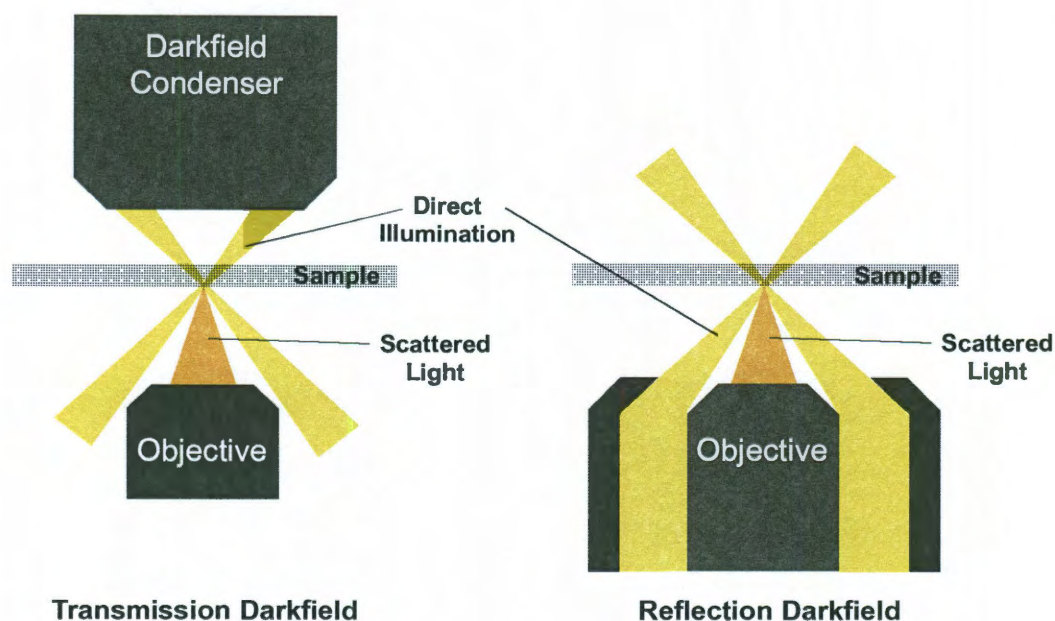 Darkfield
Condenser
Direct
Illumination
Sample
Sample
Scattered
Light
Scattered
Light
Objective
Objective
Transmission Darkfield
Reflection Darkfield